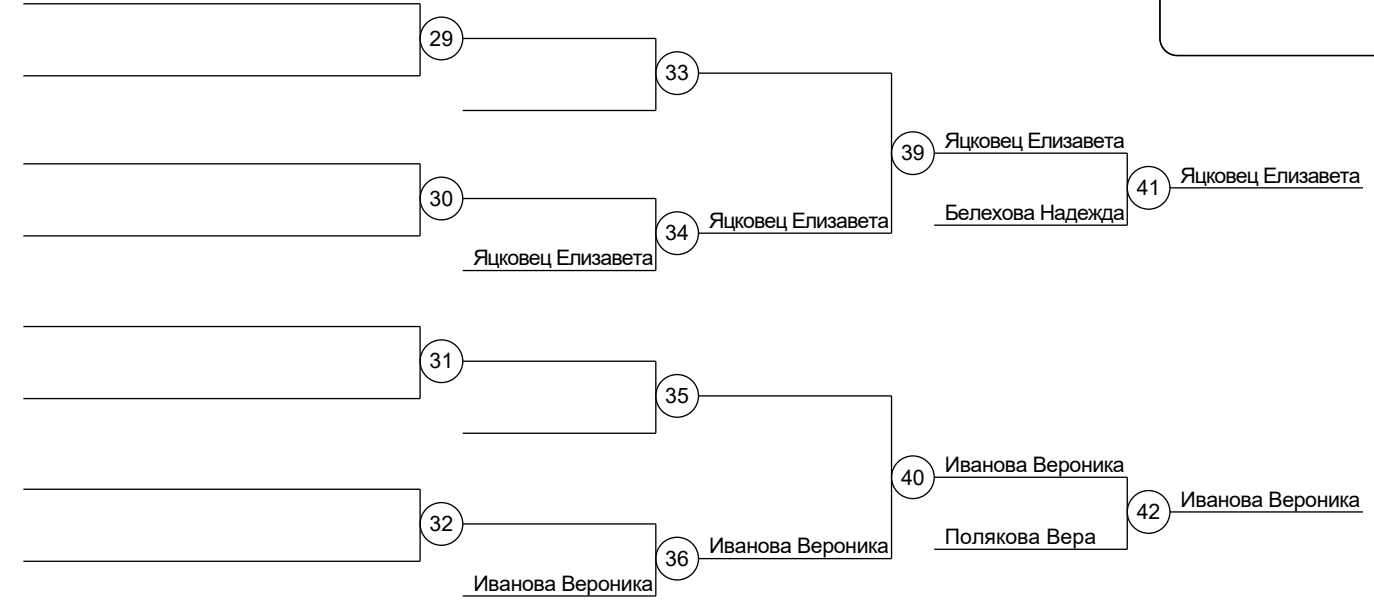 29
33
Яцковец Елизавета
39
Яцковец Елизавета
41
Белехова Надежда
30
Яцковец Елизавета
34
Яцковец Елизавета
31
35
Иванова Вероника
40
Иванова Вероника
42
Полякова Вера
32
Иванова Вероника
36
Иванова Вероника